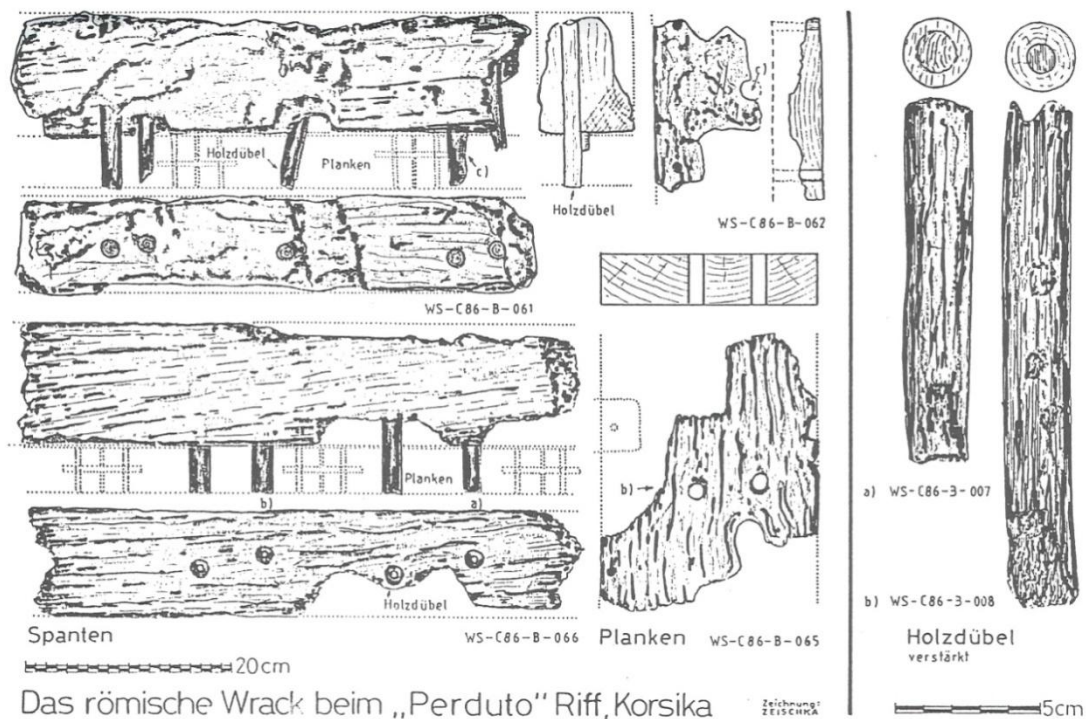 Holzdübel
Planken
c)
Holzdübel
c)
WS-C86-B-062
WS-C86-B-061
Planken
b)
a)
Holzdübel
b)
Spanten
WS-C86-B-066
Planken
WS-C86-B-065
20cm
Das römische Wrack beim „Perduto“ Riff, Korsika
Zeichnung:
ZEISCHKA
a) WS-C86-3-007
b) WS-C86-3-008
Holzdübel
verstärkt
5cm